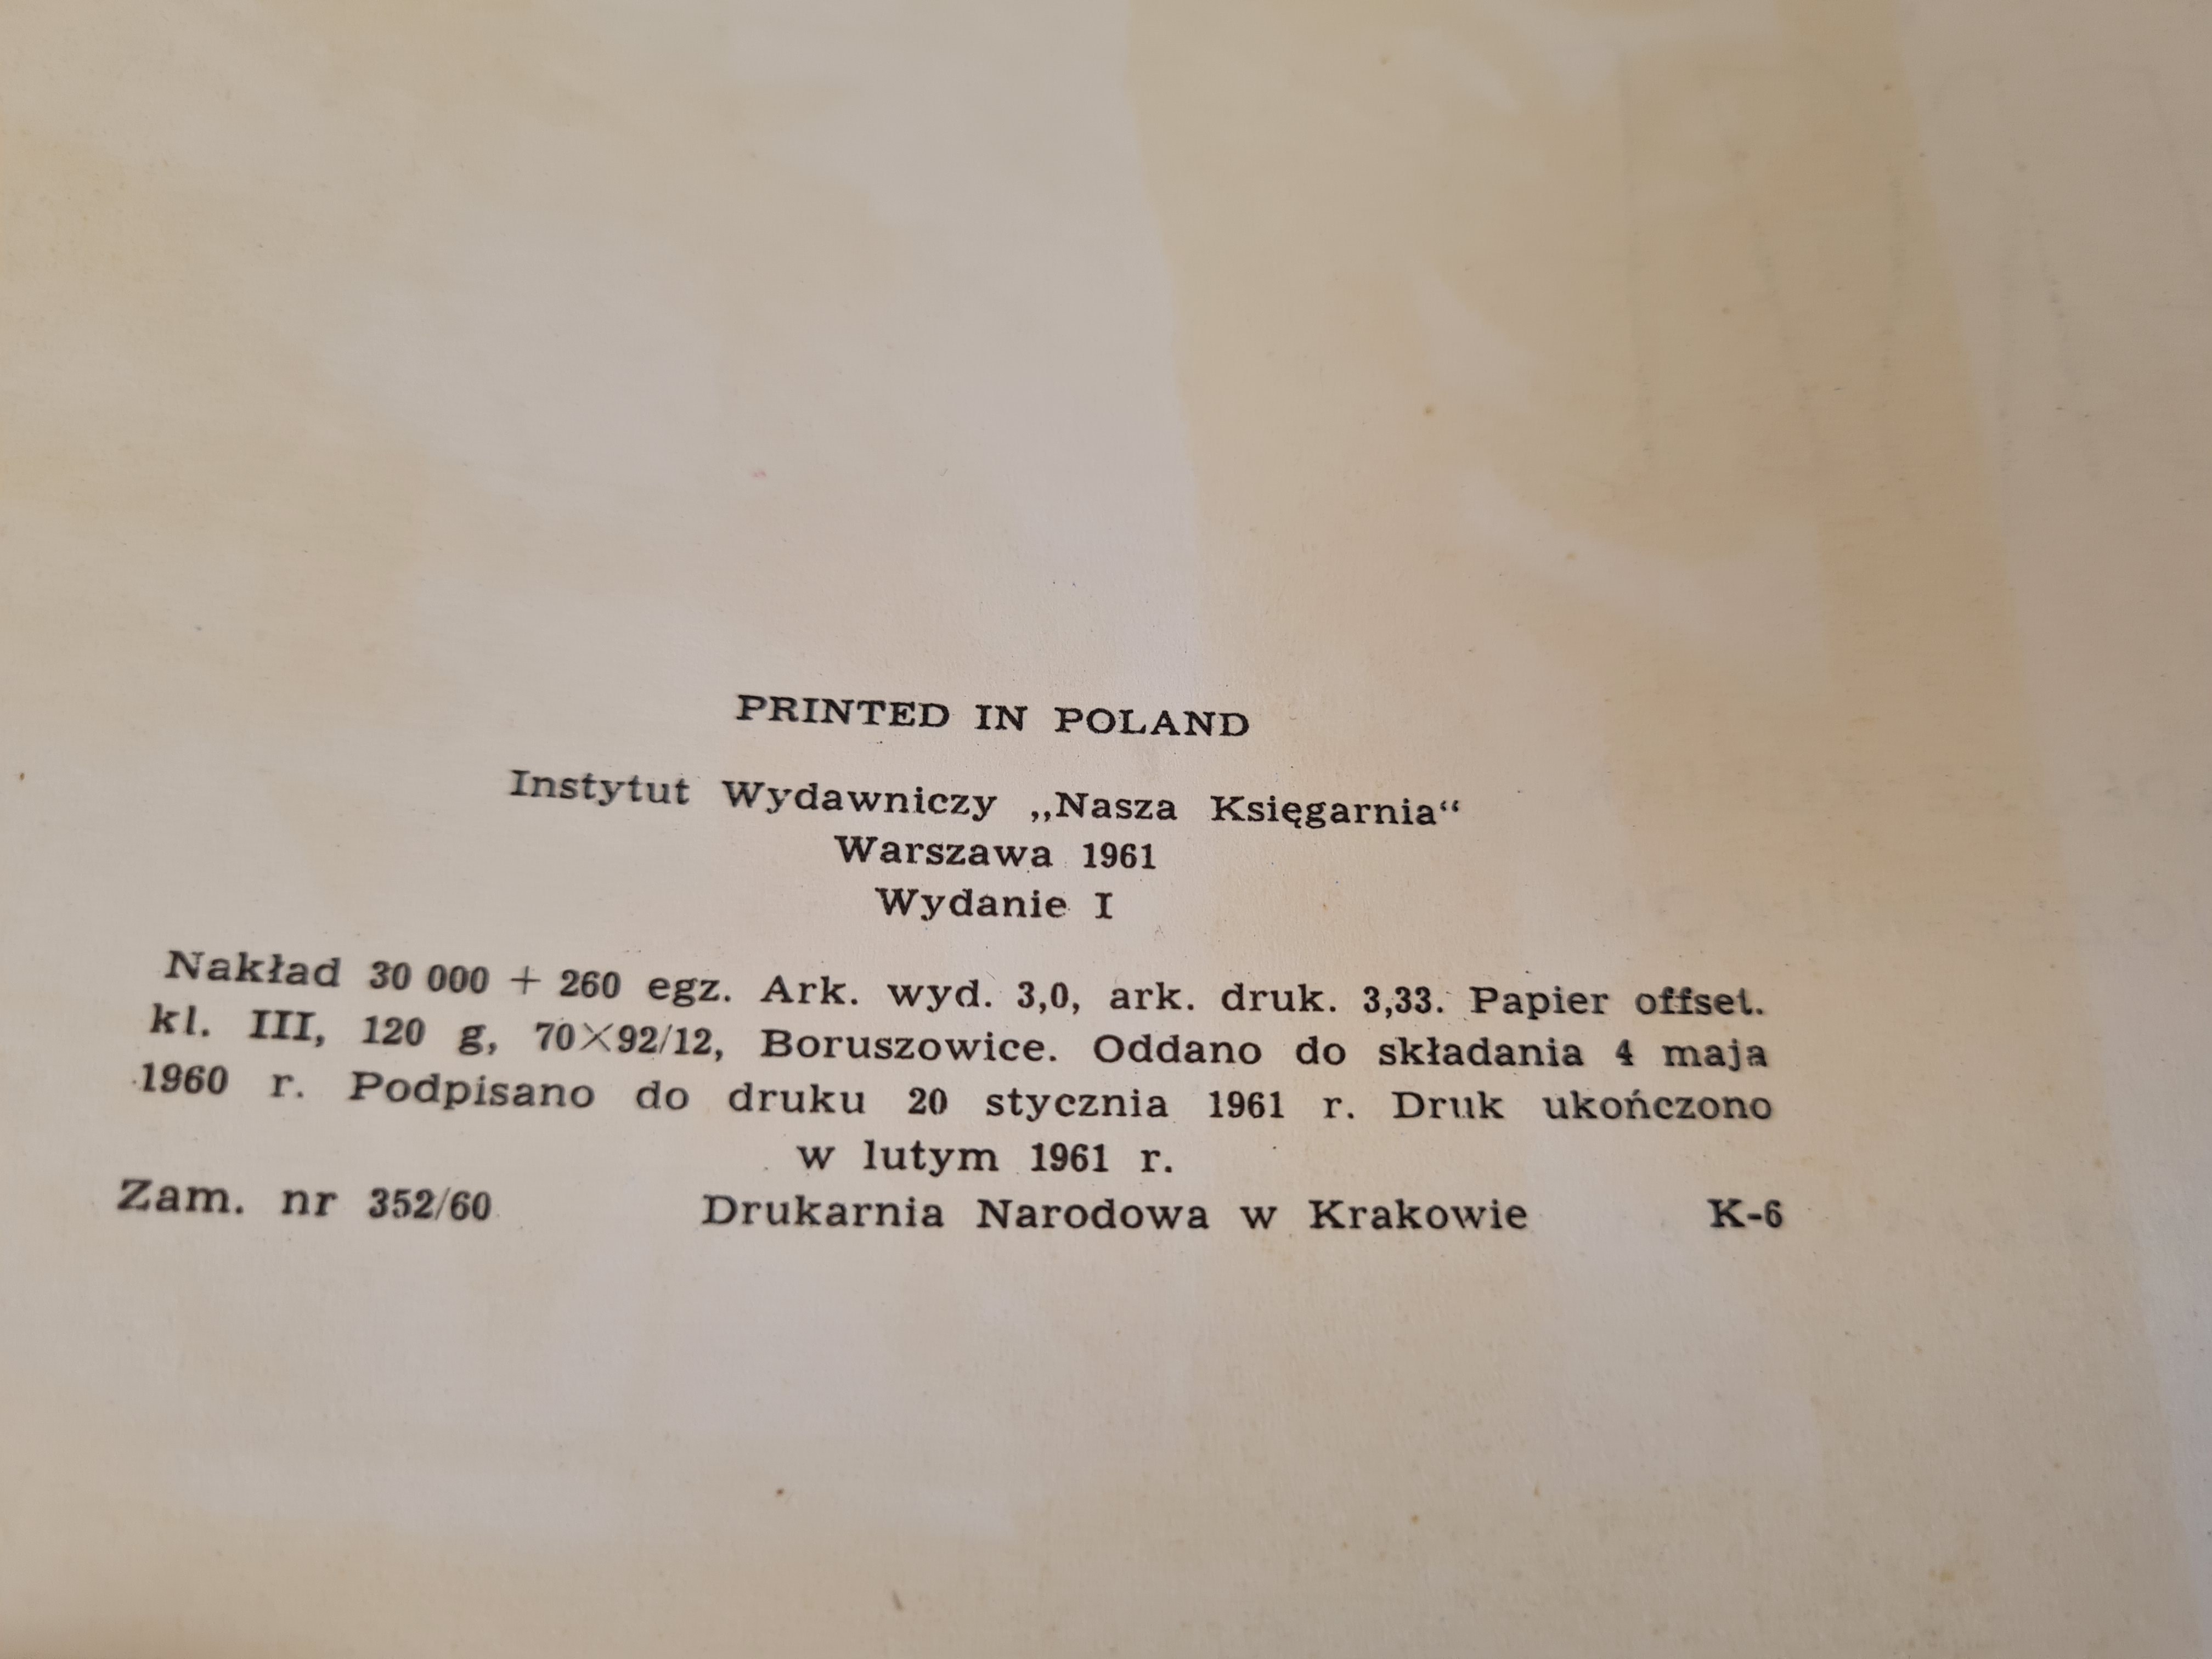 PRINTED IN POLAND
Instytut Wydawniczy „Nasza Księgarnia“
Warszawa 1961
Wydanie I
Nakład 30 000 + 260 egz. Ark. wyd. 3,0, ark. druk. 3,33. Papier offset.
kl. III, 120 g, 70×92/12, Boruszowice. Oddano do składania 4 maja
1960 r. Podpisano do druku 20 stycznia 1961 r. Druk ukończono
w lutym 1961 r.
Zam. nr 352/60 Drukarnia Narodowa w Krakowie K-6